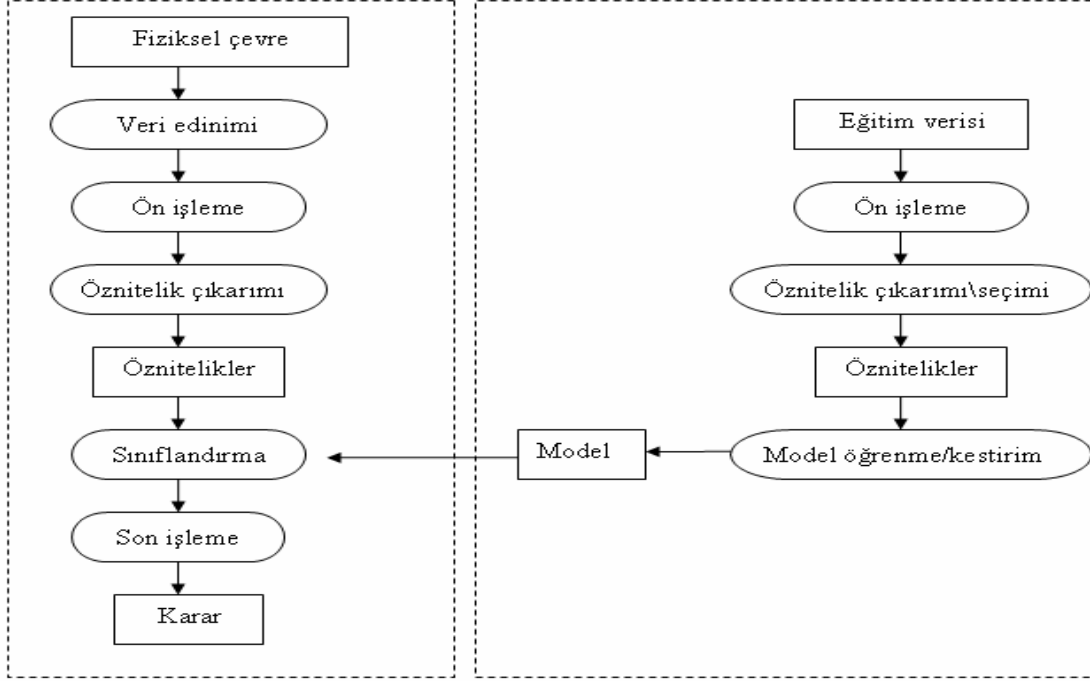 Fiziksel çevre
Veri edinimi
Ön işleme
Öznitelik çıkarımı
Öznitelikler
Sınıflandırma
Son işleme
Karar
Eğitim verisi
Ön işleme
Öznitelik çıkarımı\seçimi
Öznitelikler
Model öğrenme/kestirim
Model